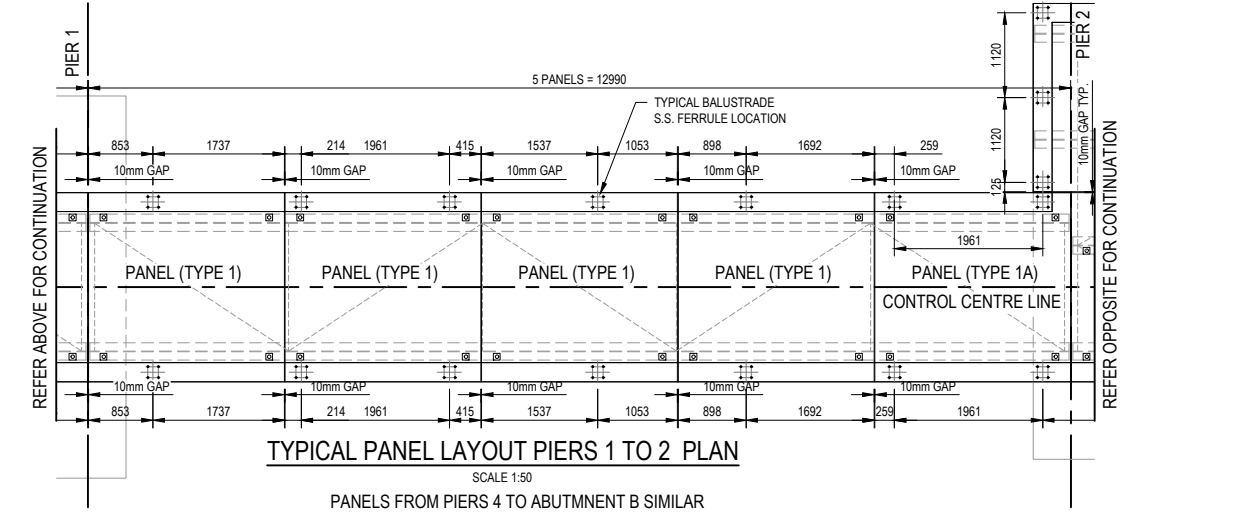 PIER 1
PIER 2
5 PANELS = 12990
TYPICAL BALUSTRADE
S.S. FERRULE LOCATION
1120
1120
125
10mm GAP TYP.
853 1737 214 1961 415 1537 1053 898 1692 259
10mm GAP 10mm GAP 10mm GAP 10mm GAP 10mm GAP
1961
REFER ABOVE FOR CONTINUATION
PANEL (TYPE 1) PANEL (TYPE 1) PANEL (TYPE 1) PANEL (TYPE 1) PANEL (TYPE 1A)
CONTROL CENTRE LINE
REFER OPPOSITE FOR CONTINUATION
10mm GAP 10mm GAP 10mm GAP 10mm GAP 10mm GAP
853 1737 214 1961 415 1537 1053 898 1692 259 1961
TYPICAL PANEL LAYOUT PIERS 1 TO 2 PLAN
SCALE 1:50
PANELS FROM PIERS 4 TO ABUTMNENT B SIMILAR